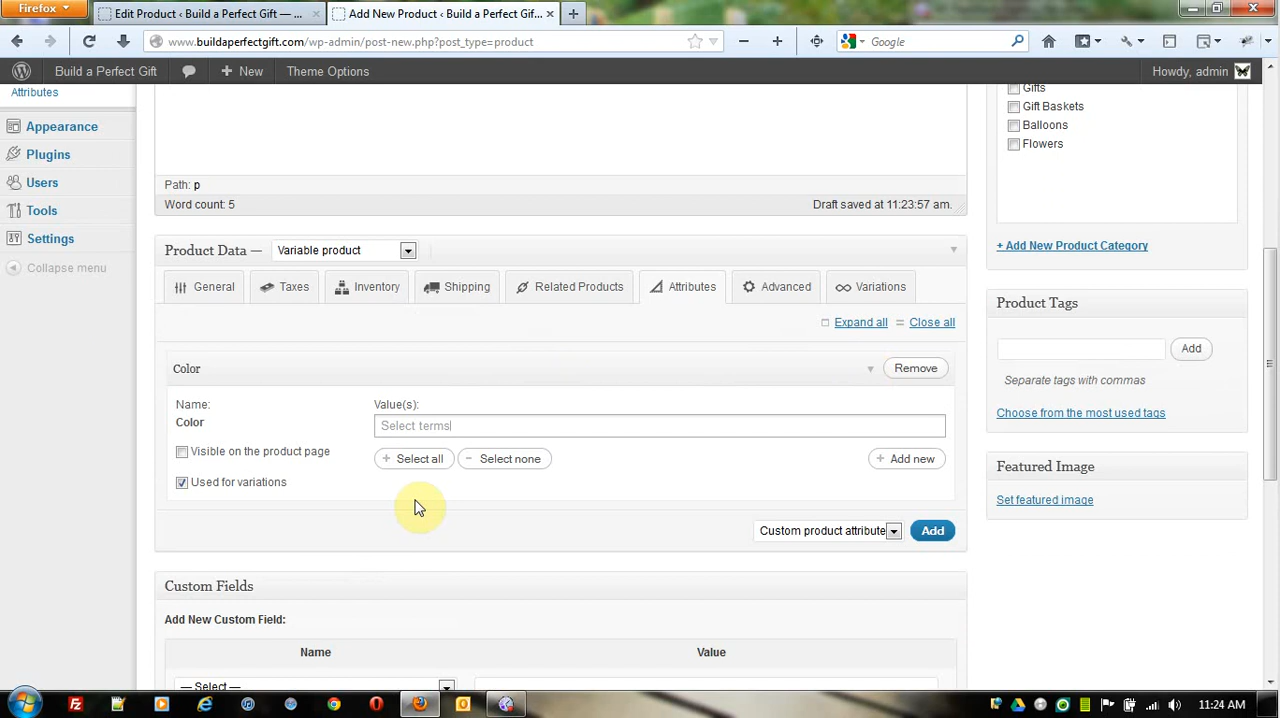 Firefox
Edit Product ‹ Build a Perfect Gift — ...
Add New Product ‹ Build a Perfect Gif...
www.buildaperfectgift.com/wp-admin/post-new.php?post_type=product
Google
Build a Perfect Gift
New
Theme Options
Howdy, admin
Attributes
Appearance
Plugins
Users
Tools
Settings
Collapse menu
Path: p
Word count: 5
Draft saved at 11:23:57 am.
Product Data —
Variable product
General
Taxes
Inventory
Shipping
Related Products
Attributes
Advanced
Variations
Expand all
Close all
Color
Remove
Name:
Value(s):
Color
Select terms
Visible on the product page
Select all
Select none
Add new
Used for variations
Custom product attribute
Add
Custom Fields
Add New Custom Field:
Name
Value
— Select —
Gifts
Gift Baskets
Balloons
Flowers
+ Add New Product Category
Product Tags
Add
Separate tags with commas
Choose from the most used tags
Featured Image
Set featured image
11:24 AM